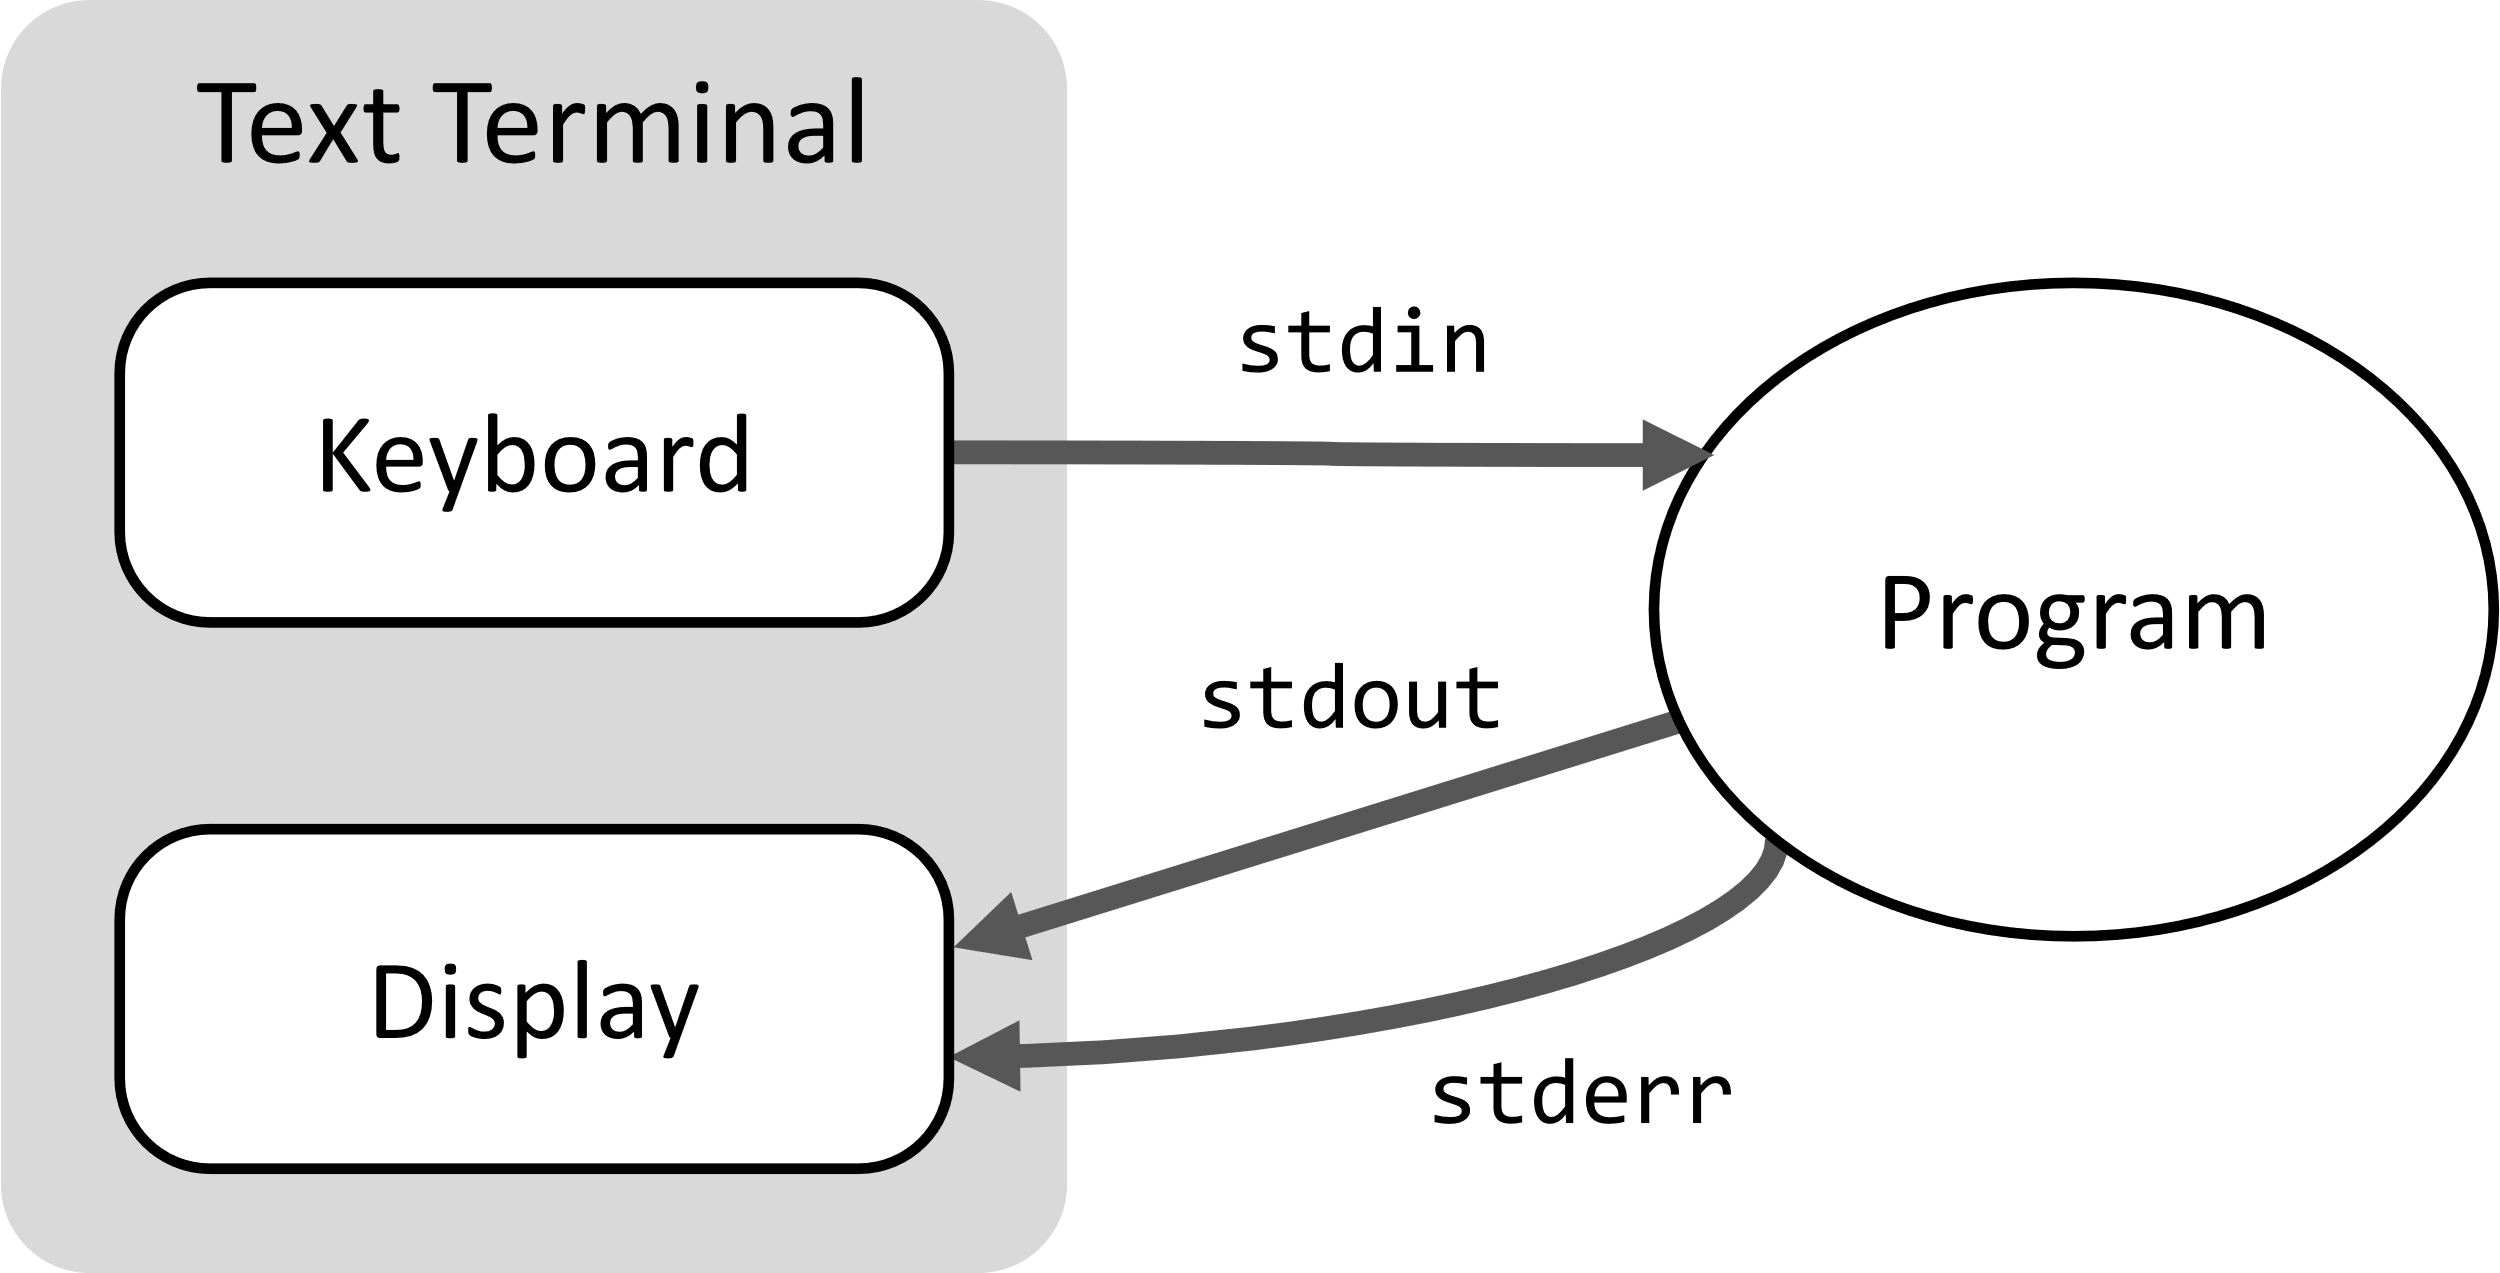 Text Terminal
Keyboard
stdin
Program
stdout
Display
stderr